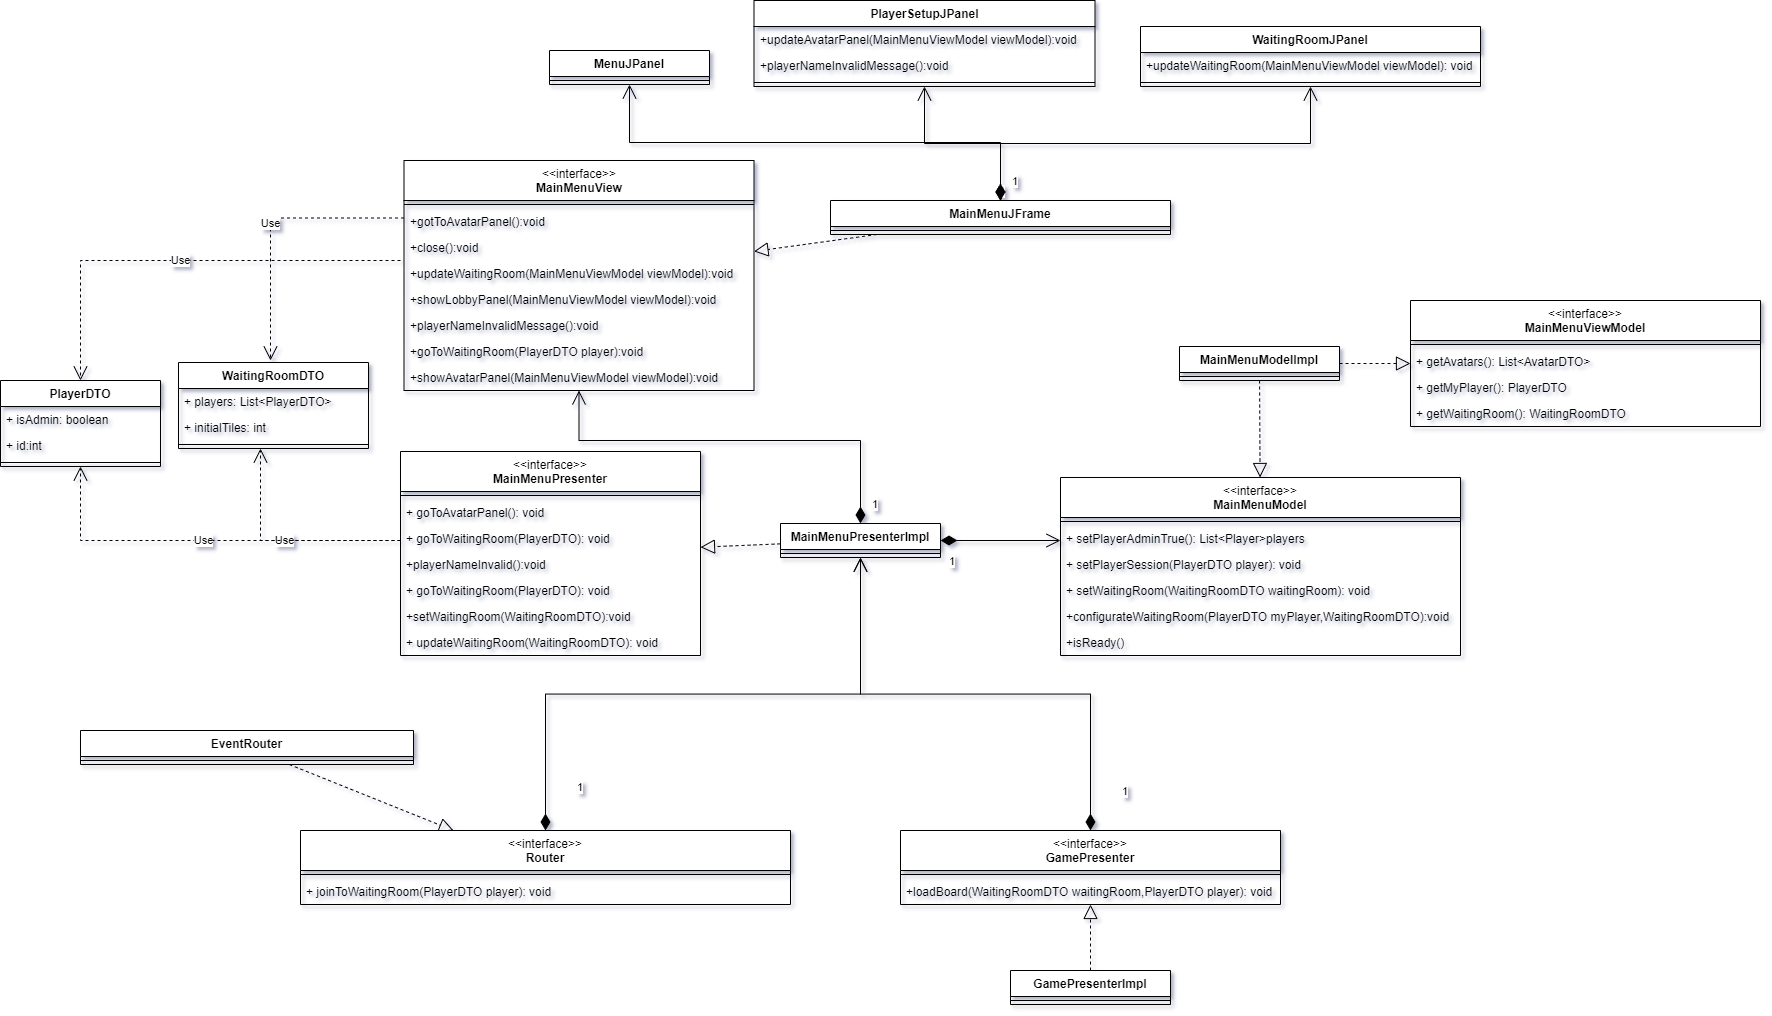 PlayerSetupJPanel
+updateAvatarPanel(MainMenuViewModel viewModel):void
+playerNameInvalidMessage():void
WaitingRoomJPanel
+updateWaitingRoom(MainMenuViewModel viewModel): void
MenuJPanel
<<interface>>
MainMenuView
+gotToAvatarPanel():void
+close():void
+updateWaitingRoom(MainMenuViewModel viewModel):void
+showLobbyPanel(MainMenuViewModel viewModel):void
+playerNameInvalidMessage():void
+goToWaitingRoom(PlayerDTO player):void
+showAvatarPanel(MainMenuViewModel viewModel):void
1
MainMenuJFrame
Use
Use
<<interface>>
MainMenuViewModel
+ getAvatars(): List<AvatarDTO>
+ getMyPlayer(): PlayerDTO
+ getWaitingRoom(): WaitingRoomDTO
MainMenuModelImpl
PlayerDTO
+ isAdmin: boolean
+ id:int
WaitingRoomDTO
+ players: List<PlayerDTO>
+ initialTiles: int
<<interface>>
MainMenuPresenter
+ goToAvatarPanel(): void
+ goToWaitingRoom(PlayerDTO): void
+playerNameInvalid():void
+ goToWaitingRoom(PlayerDTO): void
+setWaitingRoom(WaitingRoomDTO):void
+ updateWaitingRoom(WaitingRoomDTO): void
Use
Use
1
MainMenuPresenterImpl
1
<<interface>>
MainMenuModel
+ setPlayerAdminTrue(): List<Player>players
+ setPlayerSession(PlayerDTO player): void
+ setWaitingRoom(WaitingRoomDTO waitingRoom): void
+configurateWaitingRoom(PlayerDTO myPlayer,WaitingRoomDTO):void
+isReady()
EventRouter
1
1
<<interface>>
Router
+ joinToWaitingRoom(PlayerDTO player): void
<<interface>>
GamePresenter
+loadBoard(WaitingRoomDTO waitingRoom,PlayerDTO player): void
GamePresenterImpl